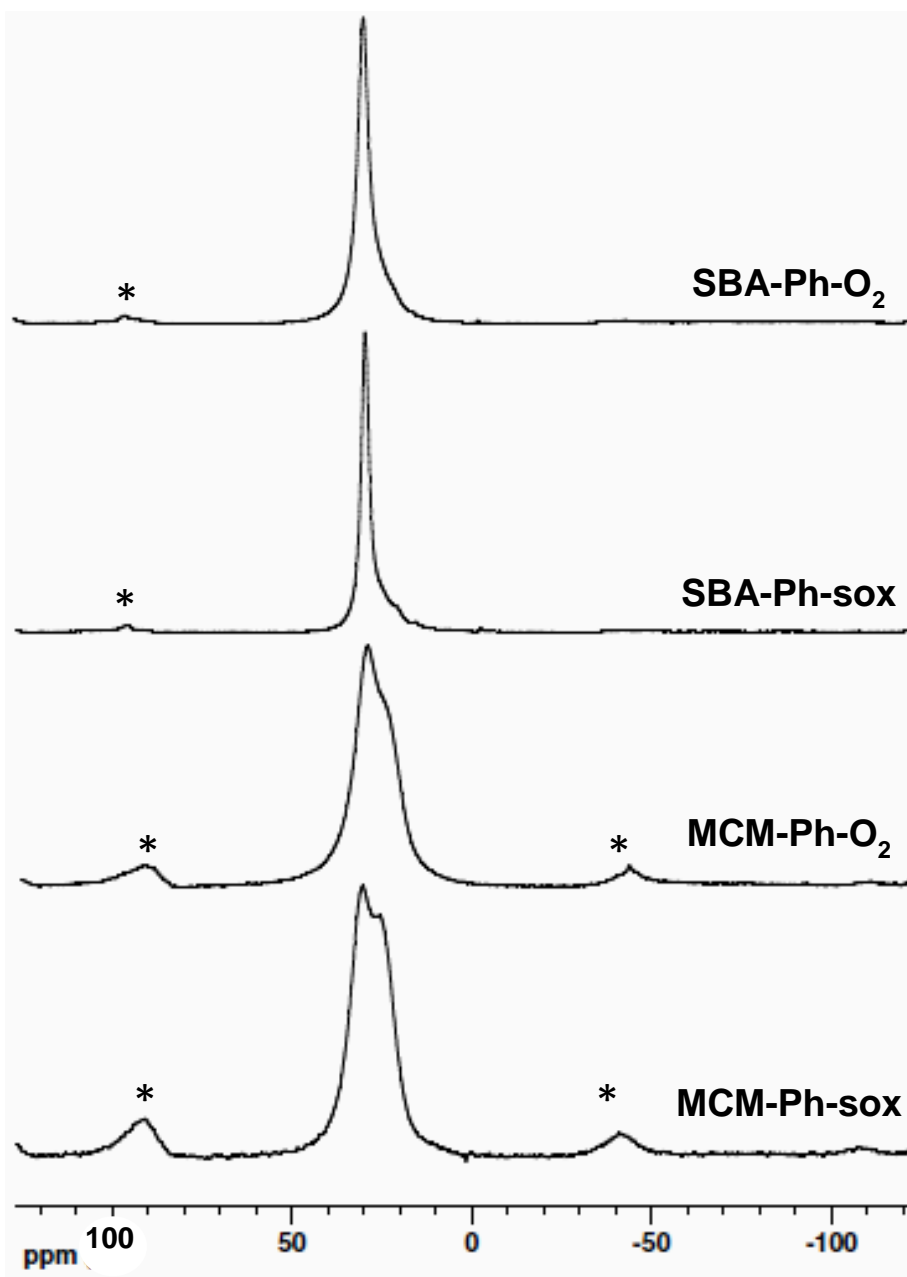 *
SBA-Ph-O₂
*
SBA-Ph-sox
* * MCM-Ph-O₂
* * MCM-Ph-sox
ppm 100 50 0 -50 -100